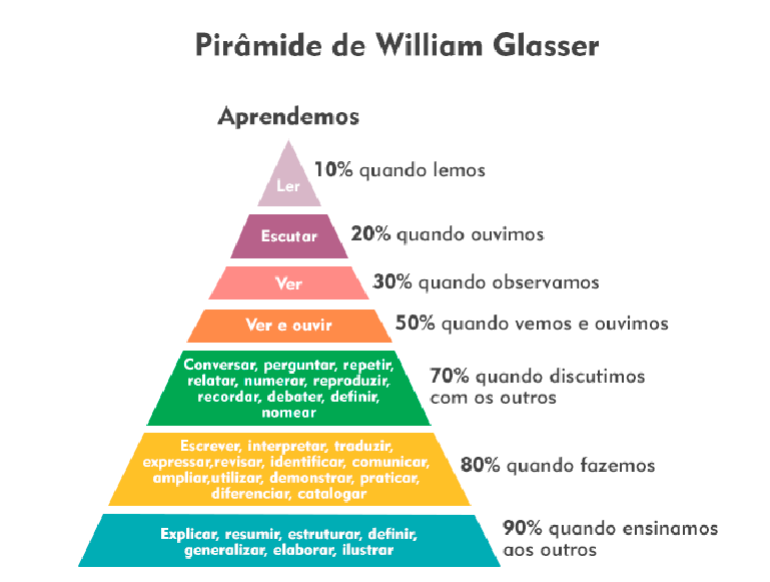 Pirâmide de William Glasser
Aprendemos
Ler
10% quando lemos
Escutar
20% quando ouvimos
Ver
30% quando observamos
Ver e ouvir
50% quando vemos e ouvimos
Conversar, perguntar, repetir,
relatar, numerar, reproduzir,
recordar, debater, definir,
nomear
70% quando discutimos
com os outros
Escrever, interpretar, traduzir,
expressar,revisar, identificar, comunicar,
ampliar,utilizar, demonstrar, praticar,
diferenciar, catalogar
80% quando fazemos
Explicar, resumir, estruturar, definir,
generalizar, elaborar, ilustrar
90% quando ensinamos
aos outros